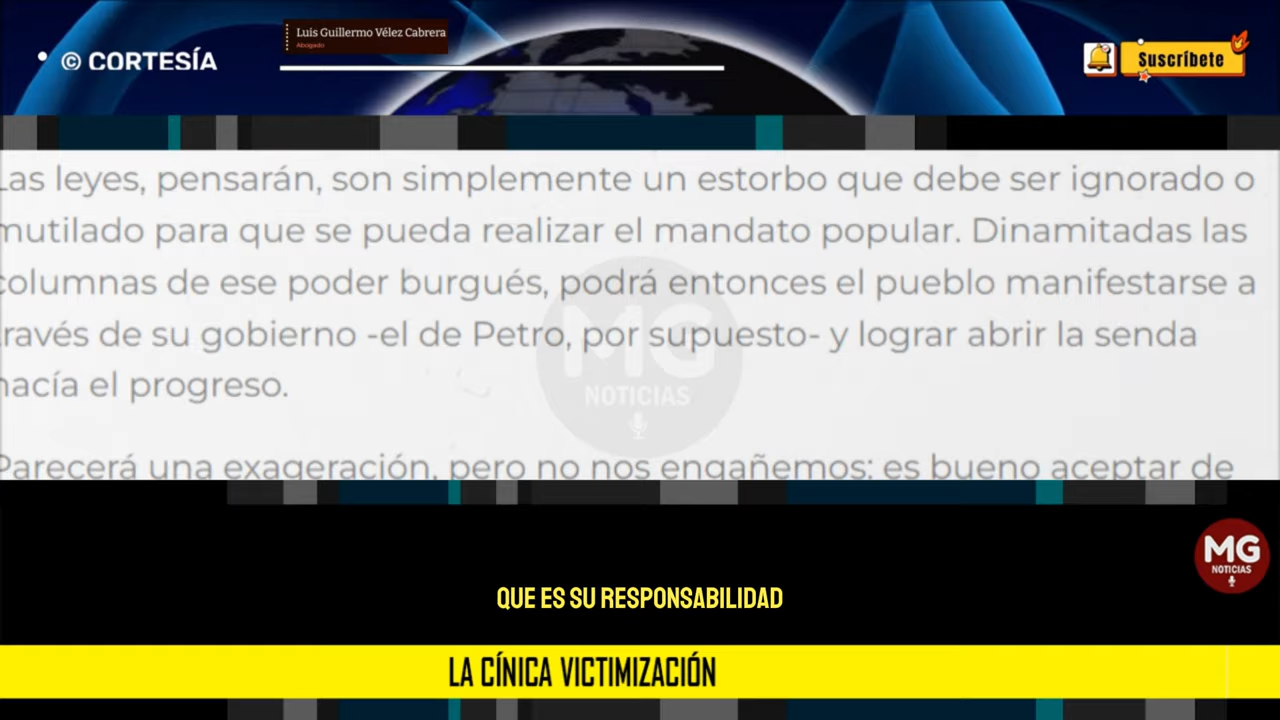 Luis Guillermo Vélez Cabrera
Abogado
© CORTESÍA
Suscríbete
Las leyes, pensarán, son simplemente un estorbo que debe ser ignorado o
mutilado para que se pueda realizar el mandato popular. Dinamitadas las
columnas de ese poder burgués, podrá entonces el pueblo manifestarse a
través de su gobierno -el de Petro, por supuesto- y lograr abrir la senda
hacía el progreso.
MG
NOTICIAS
Parecerá una exageración, pero no nos engañemos: es bueno aceptar de
MG
NOTICIAS
QUE ES SU RESPONSABILIDAD
LA CÍNICA VICTIMIZACIÓN